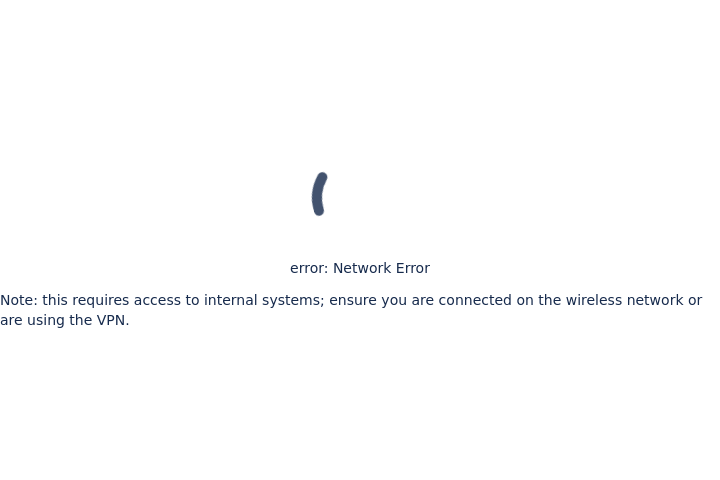 error: Network Error
Note: this requires access to internal systems; ensure you are connected on the wireless network or
are using the VPN.